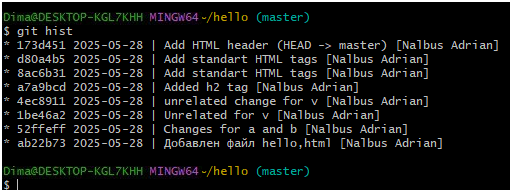 Dima@DESKTOP-KGL7KHH MINGW64 ~/hello (master)
$ git hist
* 173d451 2025-05-28 | Add HTML header (HEAD -> master) [Nalbus Adrian]
* d80a4b5 2025-05-28 | Add standart HTML tags [Nalbus Adrian]
* 8ac6b31 2025-05-28 | Add standart HTML tags [Nalbus Adrian]
* a7a9bcd 2025-05-28 | Added h2 tag [Nalbus Adrian]
* 4ec8911 2025-05-28 | unrelated change for v [Nalbus Adrian]
* 1be46a2 2025-05-28 | Unrelated for v [Nalbus Adrian]
* 52ffeff 2025-05-28 | Changes for a and b [Nalbus Adrian]
* ab22b73 2025-05-28 | Добавлен файл hello,html [Nalbus Adrian]
Dima@DESKTOP-KGL7KHH MINGW64 ~/hello (master)
$